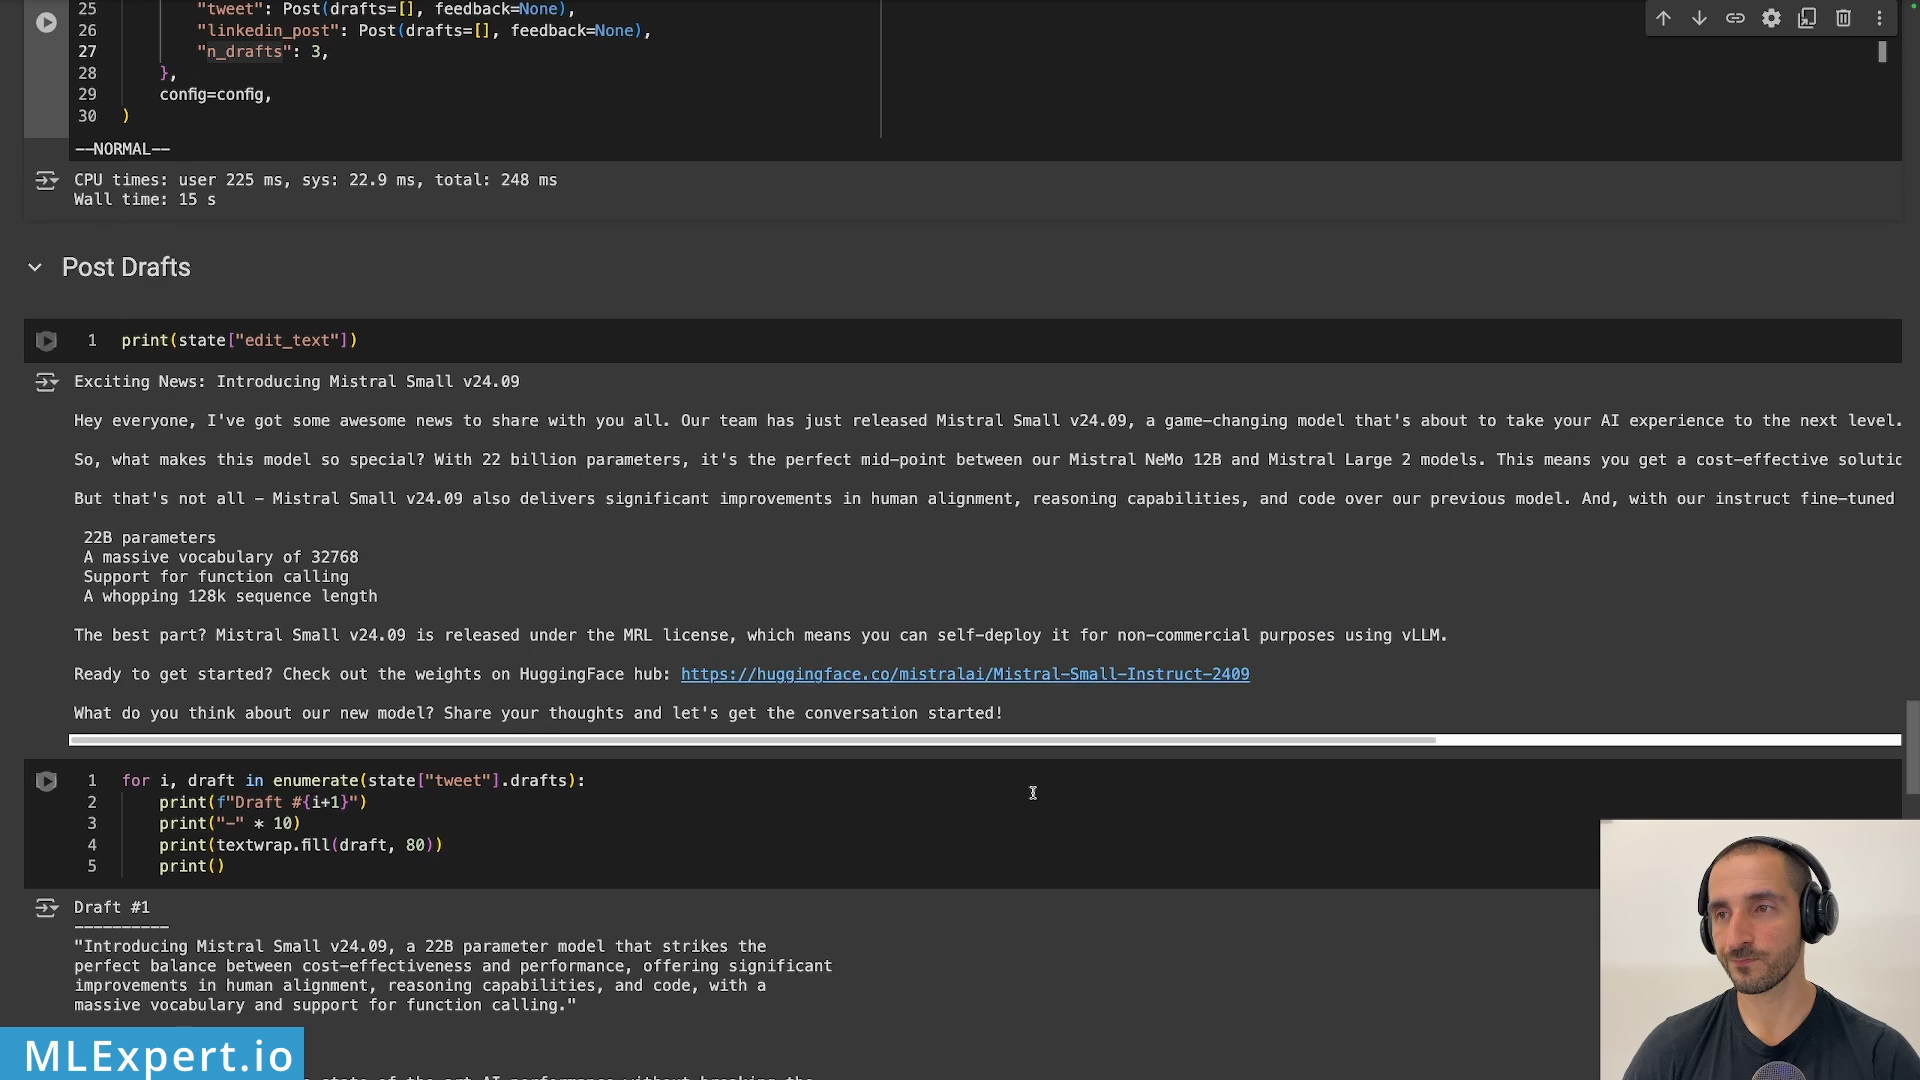 25 "tweet": Post(drafts=[], feedback=None),
26 "linkedin_post": Post(drafts=[], feedback=None),
27 "n_drafts": 3,
28 },
29 config=config,
30 )
--NORMAL--
CPU times: user 225 ms, sys: 22.9 ms, total: 248 ms
Wall time: 15 s
Post Drafts
1 print(state["edit_text"])
Exciting News: Introducing Mistral Small v24.09
Hey everyone, I've got some awesome news to share with you all. Our team has just released Mistral Small v24.09, a game-changing model that's about to take your AI experience to the next level.
So, what makes this model so special? With 22 billion parameters, it's the perfect mid-point between our Mistral NeMo 12B and Mistral Large 2 models. This means you get a cost-effective
But that's not all - Mistral Small v24.09 also delivers significant improvements in human alignment, reasoning capabilities, and code over our previous model. And, with our instruct fine-tuned
22B parameters
A massive vocabulary of 32768
Support for function calling
A whopping 128k sequence length
The best part? Mistral Small v24.09 is released under the MRL license, which means you can self-deploy it for non-commercial purposes using vLLM.
Ready to get started? Check out the weights on HuggingFace hub: https://huggingface.co/mistralai/Mistral-Small-Instruct-2409
What do you think about our new model? Share your thoughts and let's get the conversation started!
1 for i, draft in enumerate(state["tweet"].drafts):
2 print(f"Draft #{i+1}")
3 print("-" * 10)
4 print(textwrap.fill(draft, 80))
5 print()
Draft #1
----------
"Introducing Mistral Small v24.09, a 22B parameter model that strikes the
perfect balance between cost-effectiveness and performance, offering significant
improvements in human alignment, reasoning capabilities, and code, with a
massive vocabulary and support for function calling."
MLExpert.io